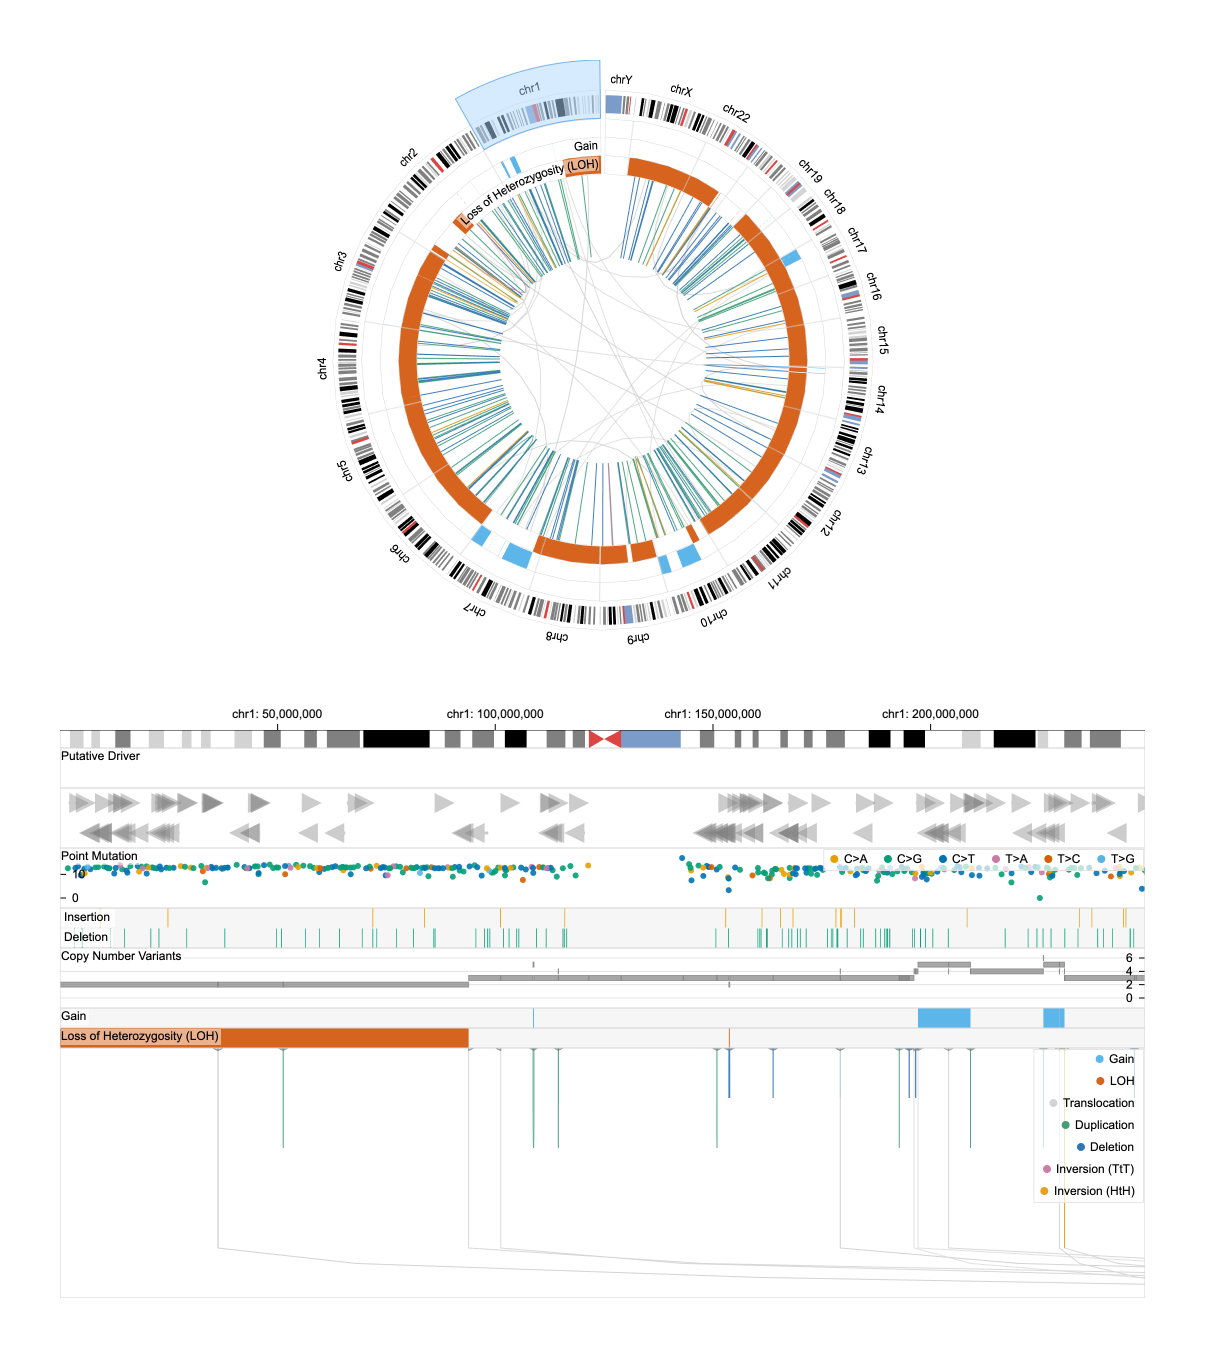 chrY
chrX
chr22
chr19
chr18
chr17
chr16
chr15
chr14
chr13
chr12
chr11
chr10
chr9
chr8
chr7
chr6
chr5
chr4
chr3
chr2
chr1
Gain
Loss of Heterozygosity (LOH)
chr1: 50,000,000
chr1: 100,000,000
chr1: 150,000,000
chr1: 200,000,000
Putative Driver
Point Mutation
C>A C>G C>T T>A T>C T>G
10
0
Insertion
Deletion
Copy Number Variants
6
4
2
0
Gain
Loss of Heterozygosity (LOH)
Gain
LOH
Translocation
Duplication
Deletion
Inversion (TtT)
Inversion (HtH)